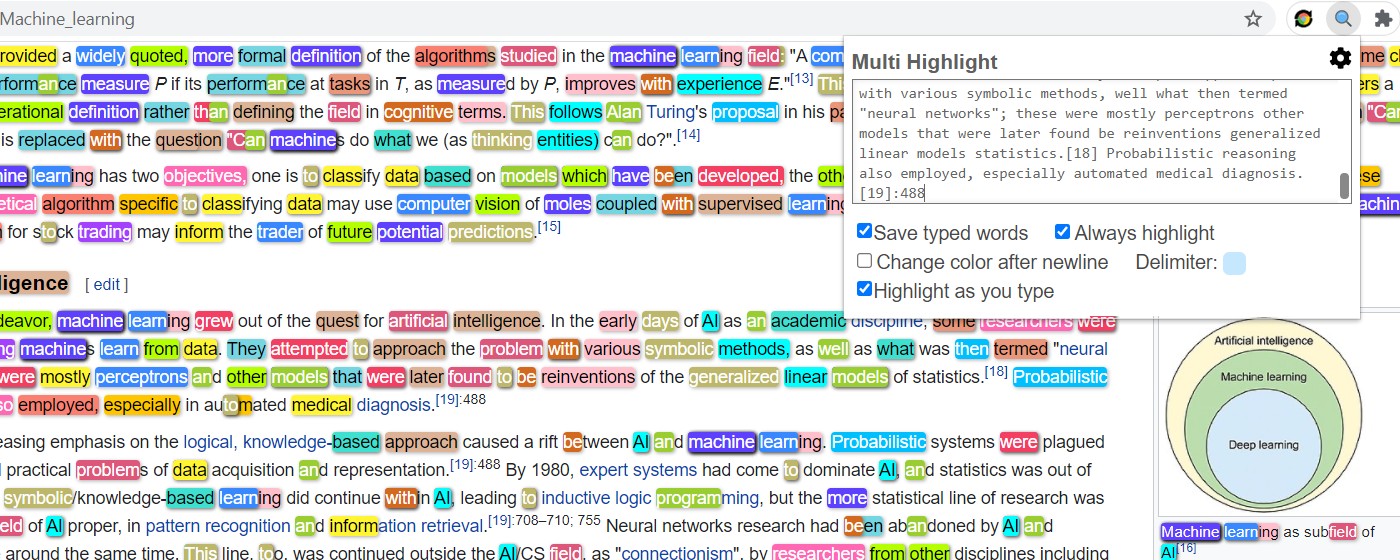 Machine_learning
rovided a widely quoted, more formal definition of the algorithms studied in the machine learning field: "A com
me cl
rformance measure P if its performance at tasks in T, as measured by P, improves with experience E."[13] This
ers a
erational definition rather than defining the field in cognitive terms. This follows Alan Turing's proposal in his pa
"Can
is replaced with the question "Can machines do what we (as thinking entities) can do?".[14]
ine learning has two objectives, one is to classify data based on models which have been developed, the oth
ese
etical algorithm specific to classifying data may use computer vision of moles coupled with supervised learning
achin
for stock trading may inform the trader of future potential predictions.[15]
Multi Highlight
with various symbolic methods, well what then termed
"neural networks"; these were mostly perceptrons other
models that were later found be reinventions generalized
linear models statistics.[18] Probabilistic reasoning
also employed, especially automated medical diagnosis.
[19]:488
Save typed words Always highlight
Change color after newline Delimiter:
Highlight as you type
lligence [ edit ]
deavor, machine learning grew out of the quest for artificial intelligence. In the early days of AI as an academic discipline, some researchers were
ng machines learn from data. They attempted to approach the problem with various symbolic methods, as well as what was then termed "neural
were mostly perceptrons and other models that were later found to be reinventions of the generalized linear models of statistics.[18] Probabilistic
so employed, especially in automated medical diagnosis.[19]:488
easing emphasis on the logical, knowledge-based approach caused a rift between AI and machine learning. Probabilistic systems were plagued
practical problems of data acquisition and representation.[19]:488 By 1980, expert systems had come to dominate AI, and statistics was out of
symbolic/knowledge-based learning did continue within AI, leading to inductive logic programming, but the more statistical line of research was
eld of AI proper, in pattern recognition and information retrieval.[19]:708–710; 755 Neural networks research had been abandoned by AI and
around the same time. This line, too, was continued outside the AI/CS field, as "connectionism", by researchers from other disciplines including
Artificial intelligence
Machine learning
Deep learning
Machine learning as subfield of
AI[16]